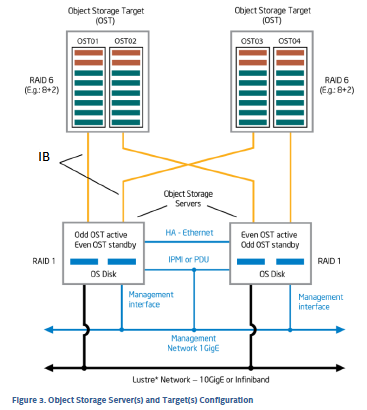 Object Storage Target
(OST)
Object Storage Target
(OST)
OST01
OST02
OST03
OST04
RAID 6
(E.g.: 8+2)
RAID 6
(E.g.: 8+2)
IB
Object Storage
Servers
Odd OST active
Even OST standby
HA - Ethernet
Even OST active
Odd OST standby
RAID 1
IPMI or PDU
RAID 1
OS Disk
OS Disk
Management
interface
Management
interface
Management
Network 1GigE
Lustre* Network – 10GigE or Infiniband
Figure 3. Object Storage Server(s) and Target(s) Configuration